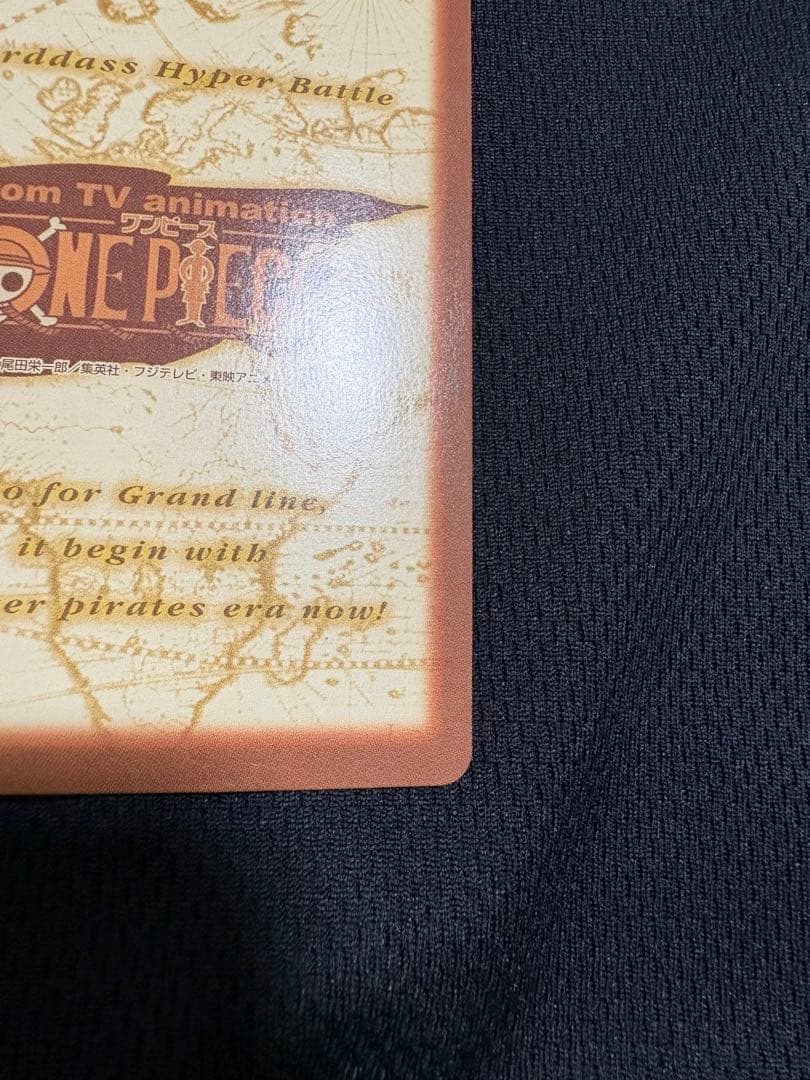 rddass Hyper Battle
om TV animation
ワンピース
ONE PIEC
尾田栄一郎／集英社・フジテレビ・東映アニメ
o for Grand line,
it begin with
er pirates era now!